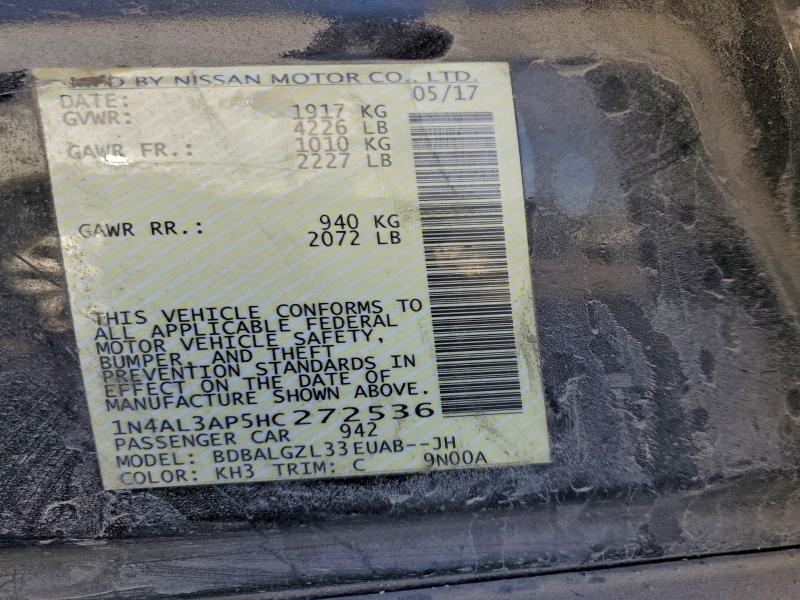 MFD BY NISSAN MOTOR CO., LTD.
DATE: 05/17
GVWR: 1917 KG
4226 LB
GAWR FR.: 1010 KG
2227 LB
GAWR RR.: 940 KG
2072 LB
THIS VEHICLE CONFORMS TO
ALL APPLICABLE FEDERAL
MOTOR VEHICLE SAFETY,
BUMPER, AND THEFT
PREVENTION STANDARDS IN
EFFECT ON THE DATE OF
MANUFACTURE SHOWN ABOVE.
1N4AL3AP5HC272536
PASSENGER CAR 942
MODEL: BDBALGZL33EUAB--JH
COLOR: KH3 TRIM: C 9N00A